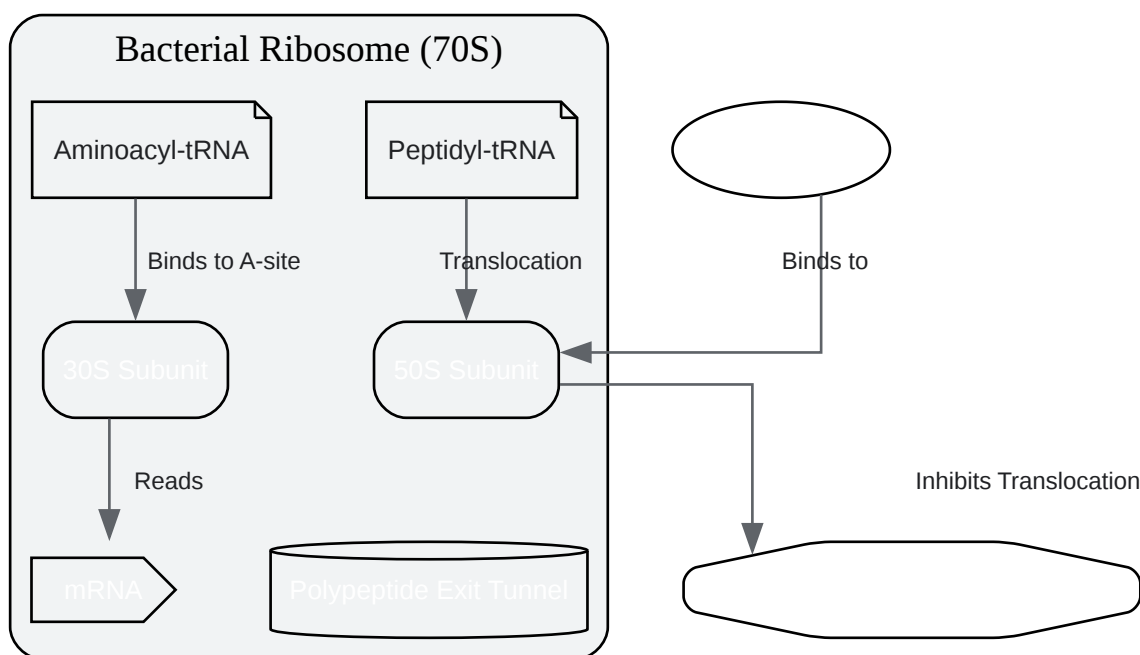 Bacterial Ribosome (70S)
Aminoacyl-tRNA
Peptidyl-tRNA
Binds to A-site
Translocation
Binds to
30S Subunit
50S Subunit
Reads
Inhibits Translocation
mRNA
Polypeptide Exit Tunnel